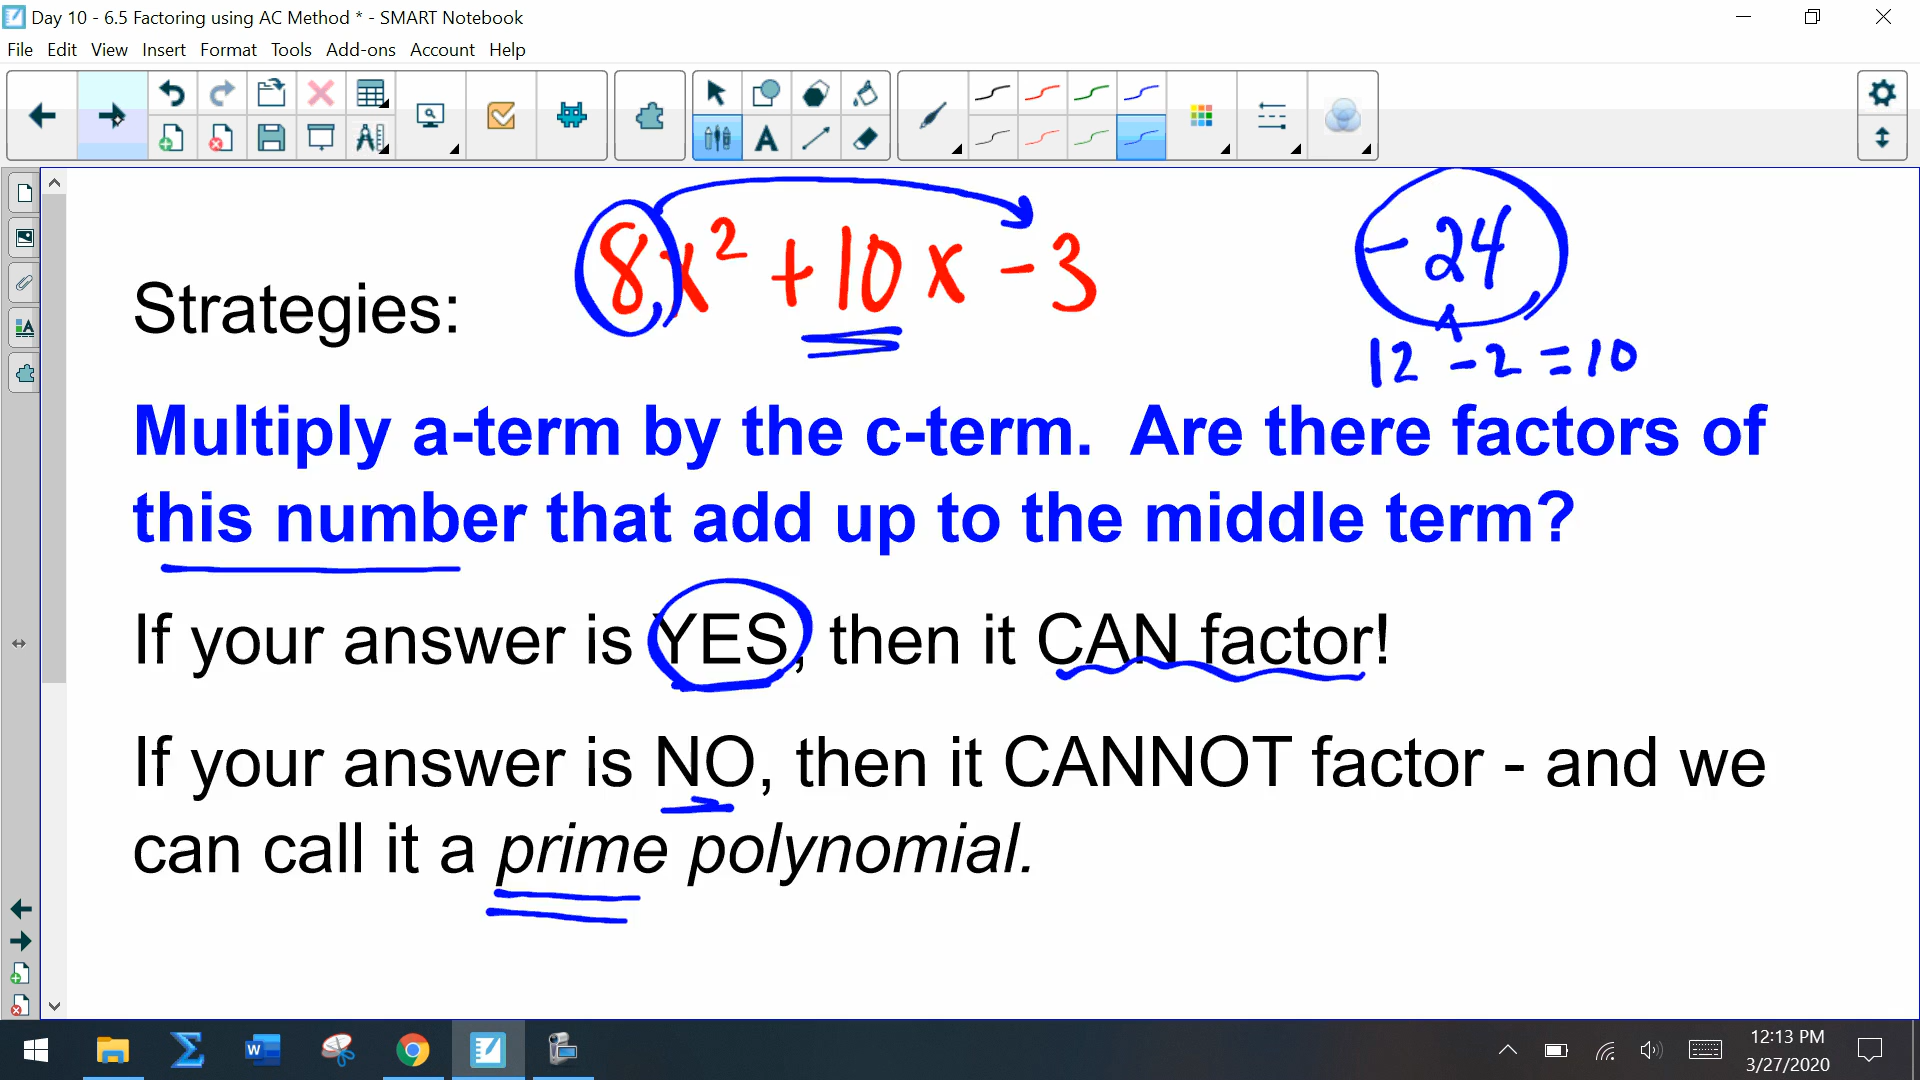 Day 10 - 6.5 Factoring using AC Method * - SMART Notebook
File Edit View Insert Format Tools Add-ons Account Help
8x² + 10x - 3
- 24
Strategies:
12 - 2 = 10
Multiply a-term by the c-term. Are there factors of
this number that add up to the middle term?
If your answer is YES, then it CAN factor!
If your answer is NO, then it CANNOT factor - and we
can call it a prime polynomial.
12:13 PM
3/27/2020